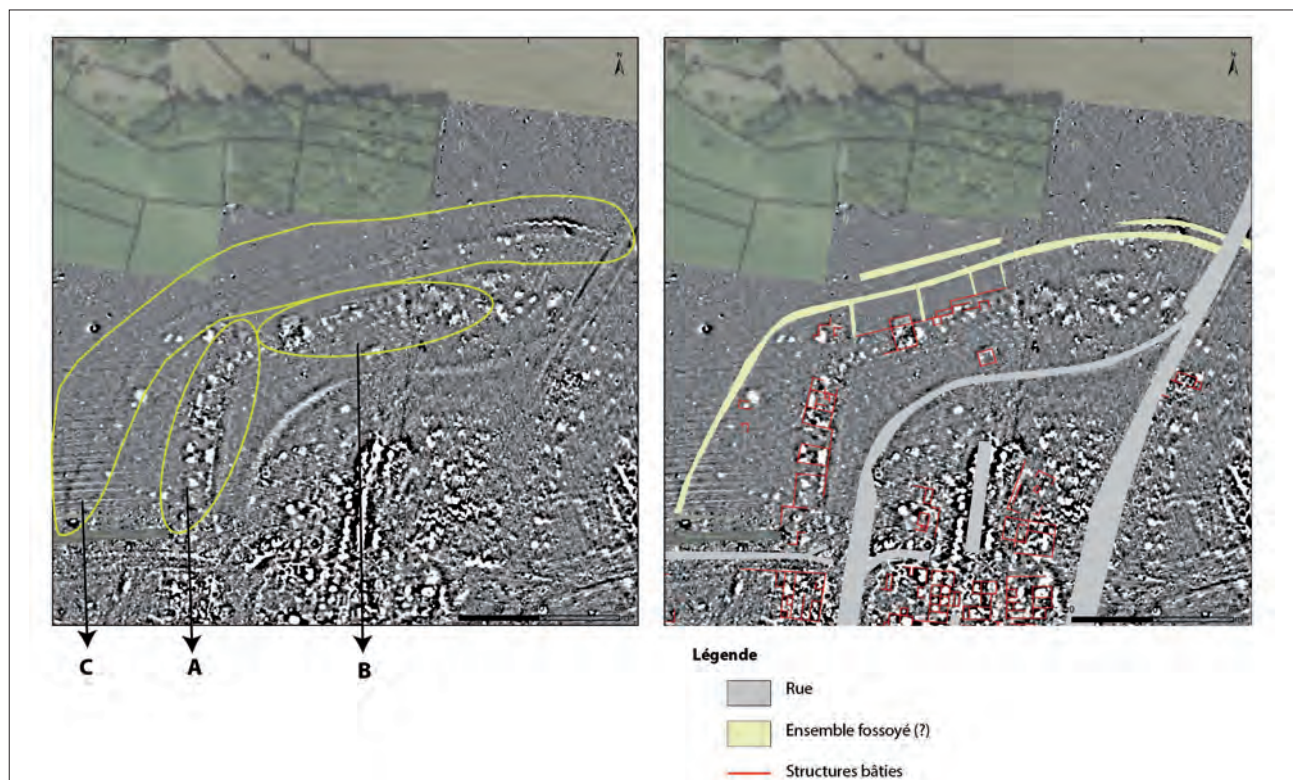 N
N
C
A
B
Légende
Rue
Ensemble fossoyé (?)
Structures bâties